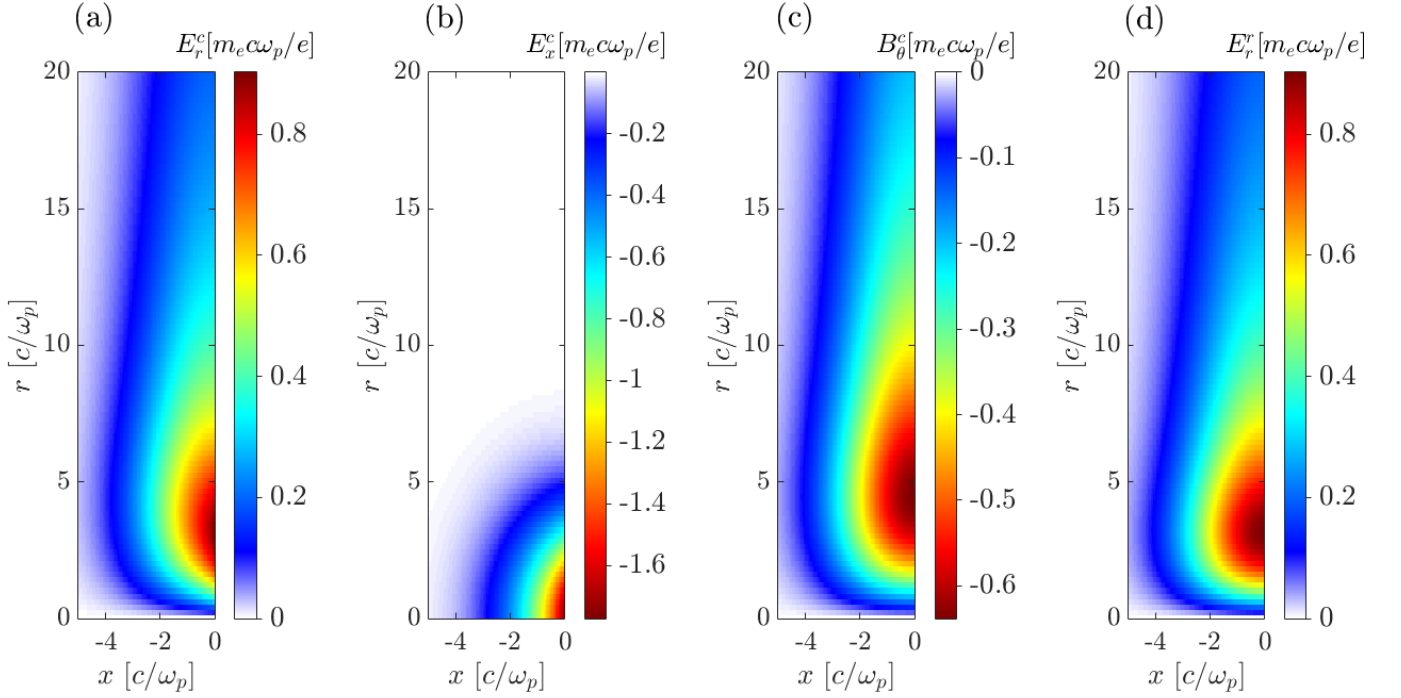 (a)
E_r^c[m_e cω_p/e]
20
15
10
5
0
r [c/ω_p]
-4 -2 0
x [c/ω_p]
0.8
0.6
0.4
0.2
0
(b)
E_x^c[m_e cω_p/e]
20
15
10
5
0
r [c/ω_p]
-4 -2 0
x [c/ω_p]
-0.2
-0.4
-0.6
-0.8
-1
-1.2
-1.4
-1.6
(c)
B_θ^c[m_e cω_p/e]
20
15
10
5
0
r [c/ω_p]
-4 -2 0
x [c/ω_p]
0
-0.1
-0.2
-0.3
-0.4
-0.5
-0.6
(d)
E_r^r[m_e cω_p/e]
20
15
10
5
0
r [c/ω_p]
-4 -2 0
x [c/ω_p]
0.8
0.6
0.4
0.2
0